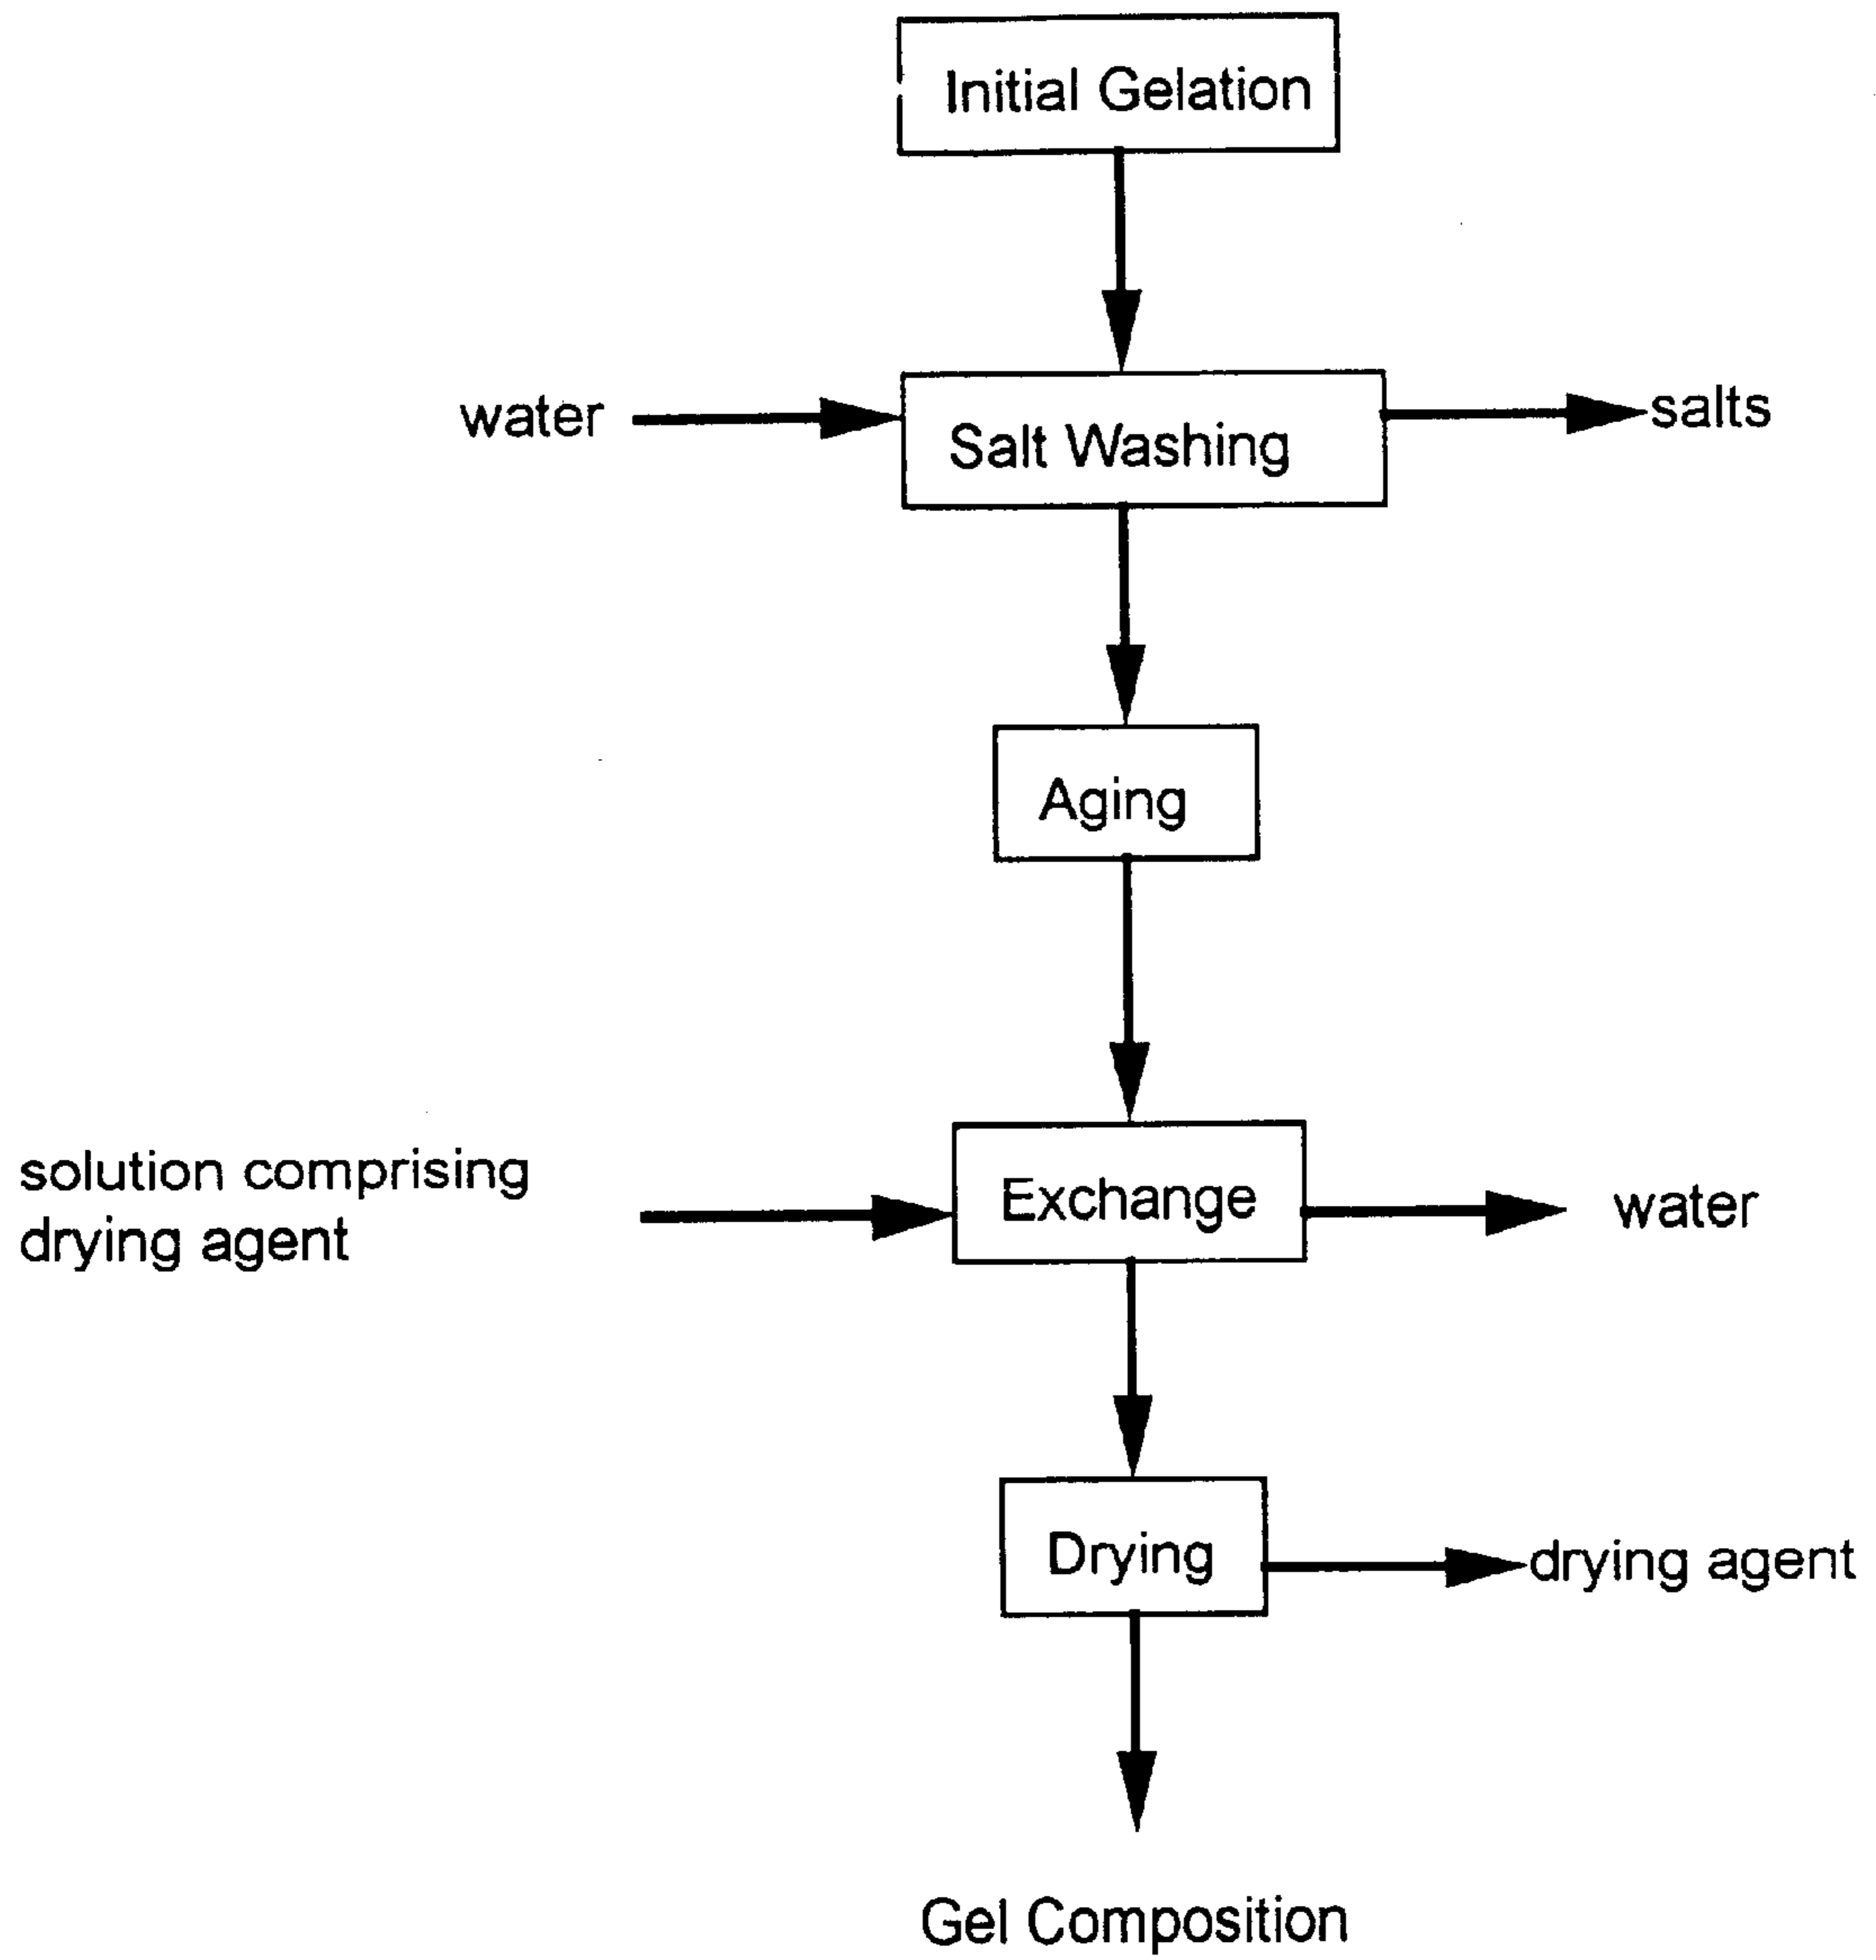 Initial Gelation
water
Salt Washing
salts
Aging
solution comprising
drying agent
Exchange
water
Drying
drying agent
Gel Composition